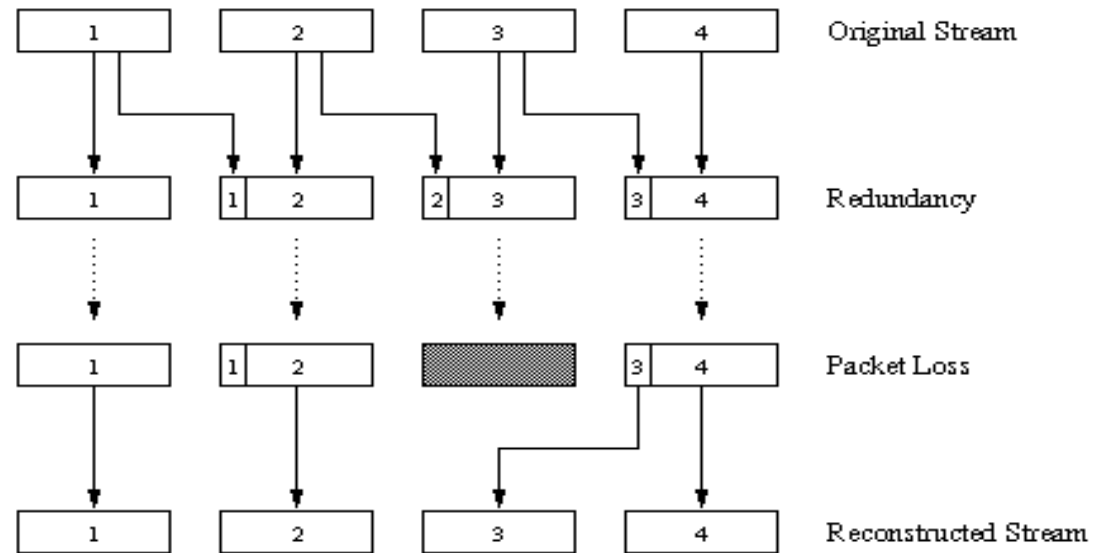 1 2 3 4 Original Stream
1 1 2 2 3 3 4 Redundancy
1 1 2 3 4 Packet Loss
1 2 3 4 Reconstructed Stream